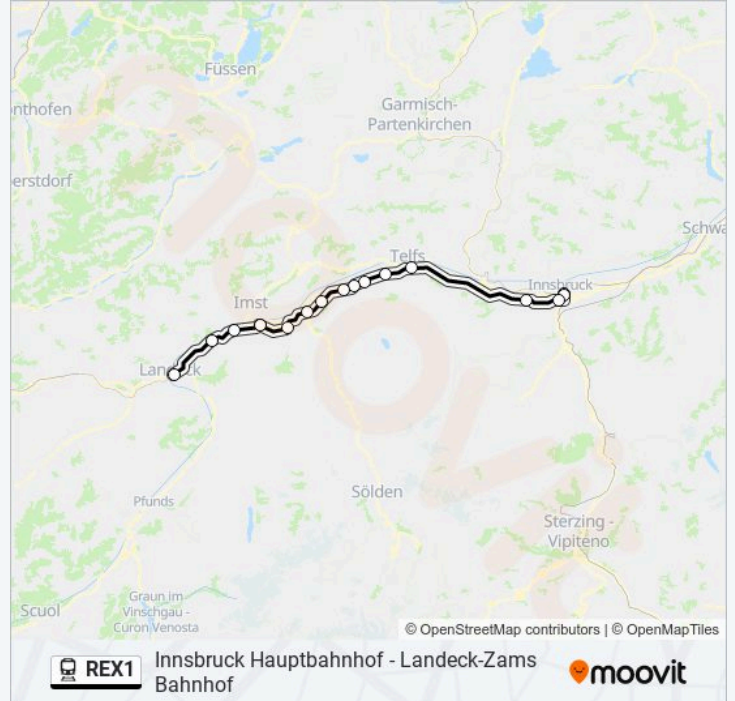 Füssen
onthofen
Garmisch-
Partenkirchen
erstdorf
Schwa
Telfs
Innsbruck
Imst
Landeck
Sölden
Pfunds
Sterzing -
Vipiteno
Graun im
Vinschgau -
Curon Venosta
Scuol
© OpenStreetMap contributors | © OpenMapTiles
REX1
Innsbruck Hauptbahnhof - Landeck-Zams
Bahnhof
moovit